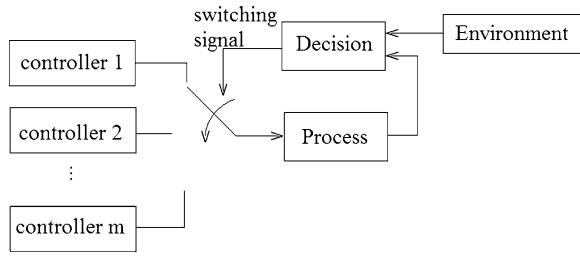 switching
signal
Decision
Environment
controller 1
controller 2
Process
⋮
controller m